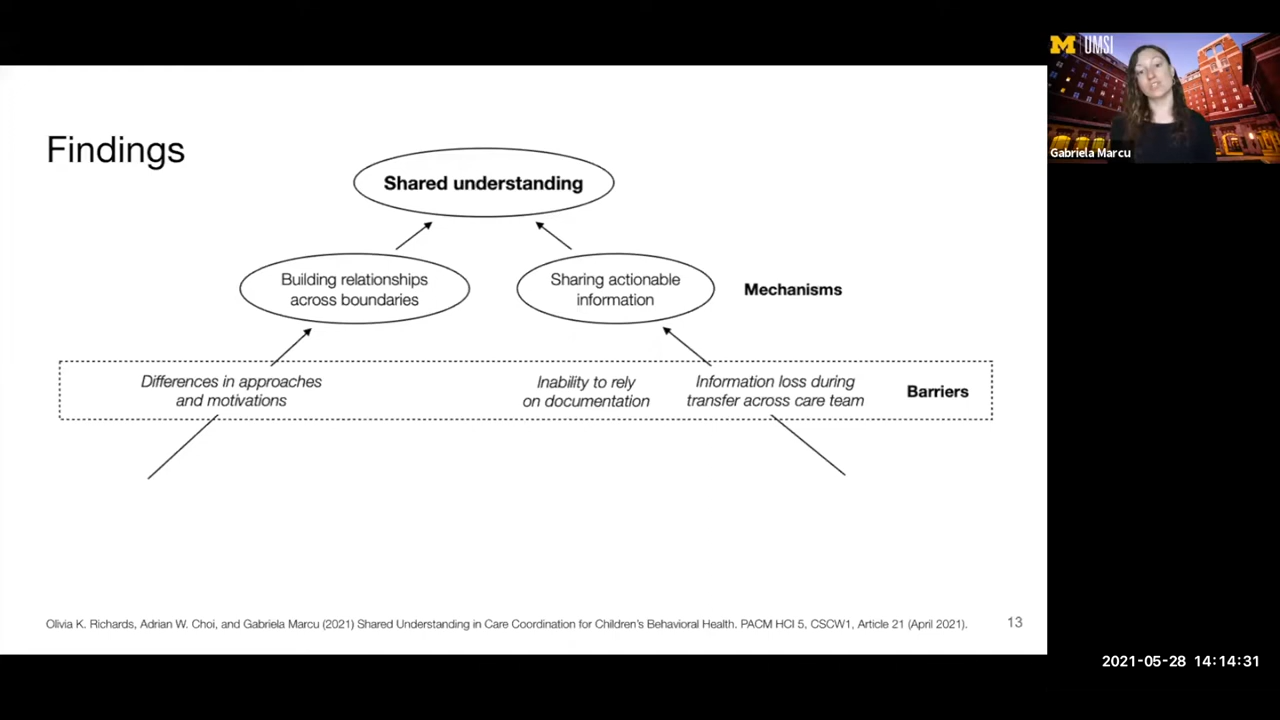 M | UMSI
Gabriela Marcu
Findings
Shared understanding
Building relationships
across boundaries
Sharing actionable
information
Mechanisms
Differences in approaches
and motivations
Inability to rely
on documentation
Information loss during
transfer across care team
Barriers
Olivia K. Richards, Adrian W. Choi, and Gabriela Marcu (2021) Shared Understanding in Care Coordination for Children's Behavioral Health. PACM HCI 5, CSCW1, Article 21 (April 2021).
13
2021-05-28 14:14:31